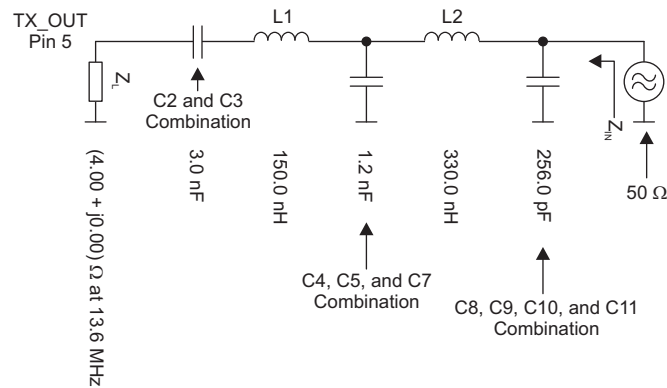 TX_OUT
Pin 5
L1
L2
Z_L
C2 and C3
Combination
Z_IN
50 Ω
(4.00 + j0.00) Ω at 13.6 MHz
3.0 nF
150.0 nH
1.2 nF
330.0 nH
256.0 pF
C4, C5, and C7
Combination
C8, C9, C10, and C11
Combination